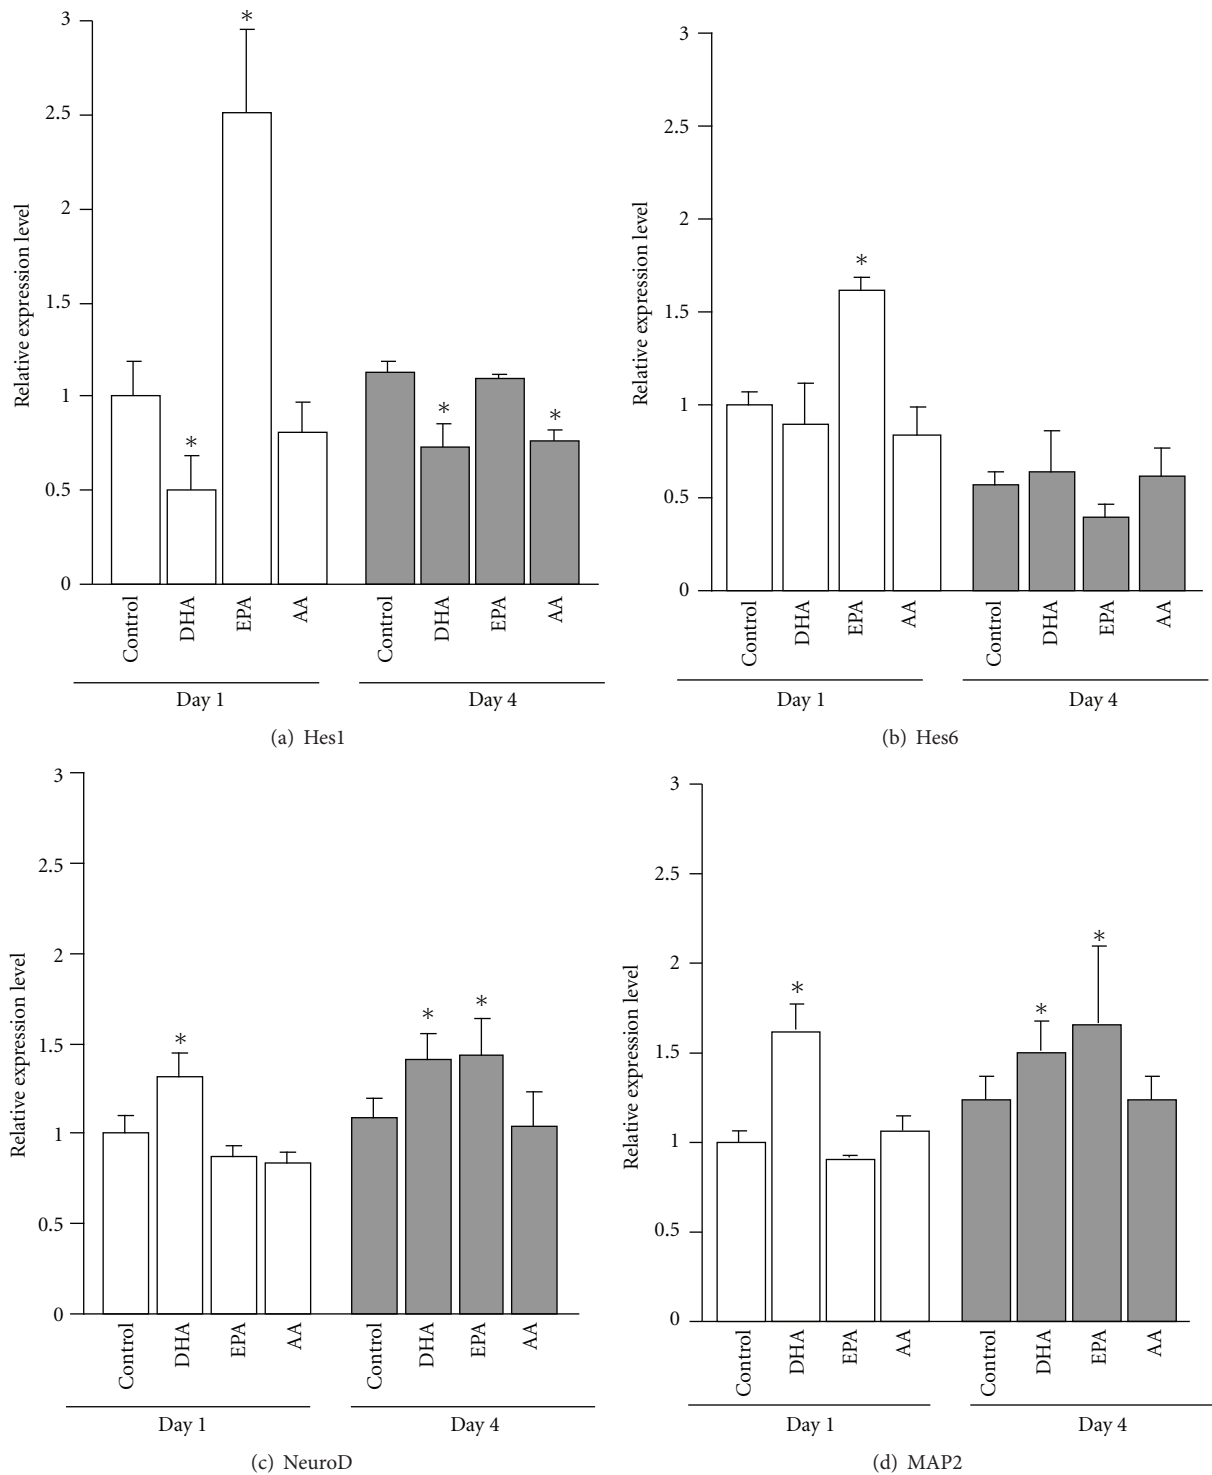 3
2.5
2
1.5
1
0.5
0
Relative expression level
*
*
*
*
Control
DHA
EPA
AA
Control
DHA
EPA
AA
Day 1
Day 4
(a) Hes1
3
2.5
2
1.5
1
0.5
0
Relative expression level
*
Control
DHA
EPA
AA
Control
DHA
EPA
AA
Day 1
Day 4
(b) Hes6
3
2.5
2
1.5
1
0.5
0
Relative expression level
*
*
*
Control
DHA
EPA
AA
Control
DHA
EPA
AA
Day 1
Day 4
(c) NeuroD
3
2.5
2
1.5
1
0.5
0
Relative expression level
*
*
*
Control
DHA
EPA
AA
Control
DHA
EPA
AA
Day 1
Day 4
(d) MAP2